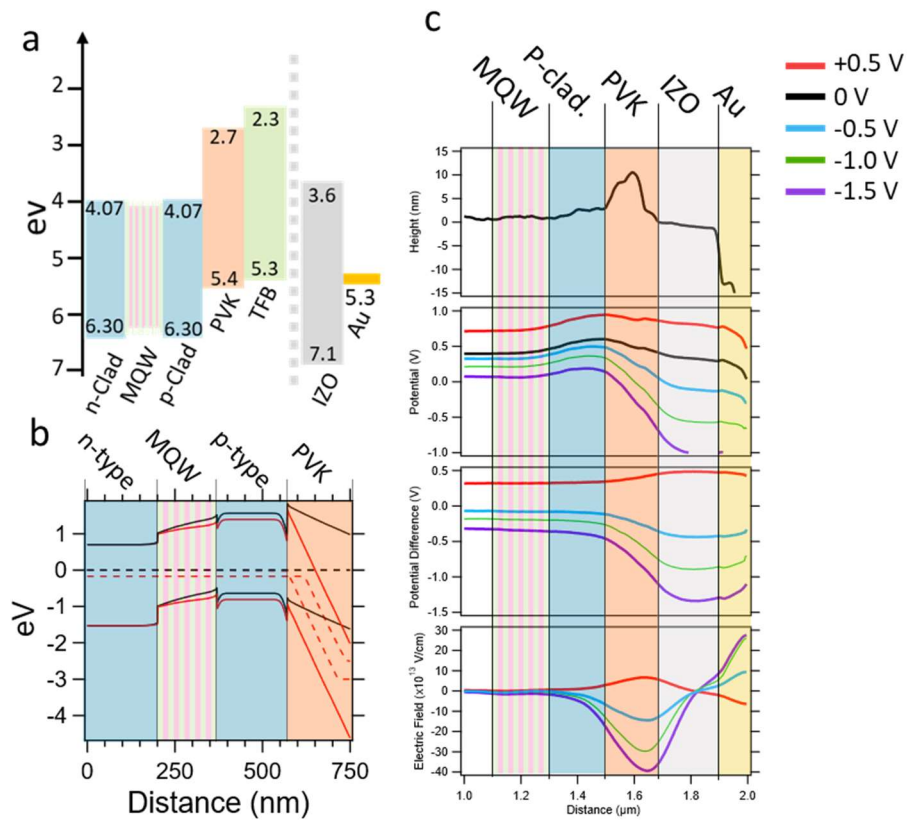 a
ev
2
3
4
5
6
7
4.07
6.30
4.07
6.30
2.7
5.4
2.3
5.3
3.6
7.1
5.3
n-Clad
MQW
p-Clad
PVK
TFB
IZO
Au
b
n-type
MQW
p-type
PVK
eV
1
0
-1
-2
-3
-4
0
250
500
750
Distance (nm)
c
MQW
P-clad.
PVK
IZO
Au
+0.5 V
0 V
-0.5 V
-1.0 V
-1.5 V
Height (nm)
15
10
5
0
-5
-10
-15
Potential (V)
1.0
0.5
0.0
-0.5
-1.0
Potential Difference (V)
0.5
0.0
-0.5
-1.0
-1.5
Electric Field (x10¹³ V/cm)
30
20
10
0
-10
-20
-30
-40
1.0
1.2
1.4
1.6
1.8
2.0
Distance (µm)